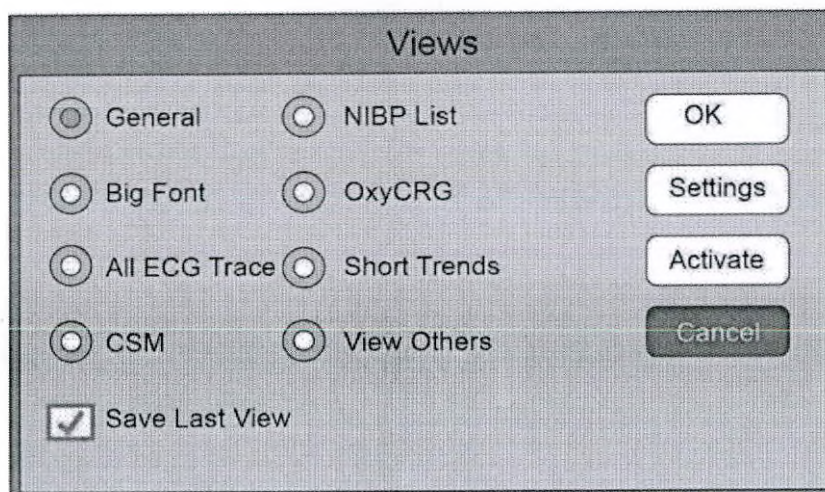 Views
General
NIBP List
OK
Big Font
OxyCRG
Settings
All ECG Trace
Short Trends
Activate
CSM
View Others
Cancel
Save Last View